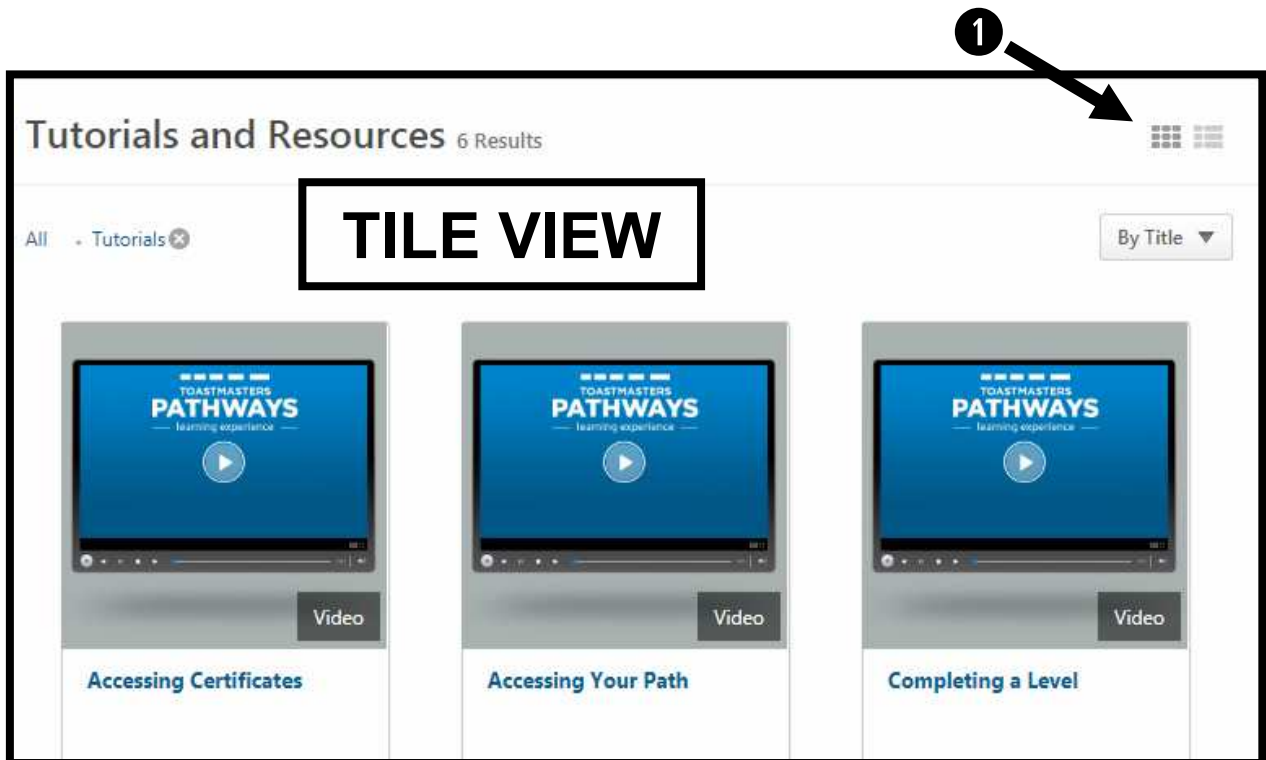 ❶
Tutorials and Resources 6 Results
TILE VIEW
All • Tutorials
By Title ▼
TOASTMASTERS
PATHWAYS
learning experience
TOASTMASTERS
PATHWAYS
learning experience
TOASTMASTERS
PATHWAYS
learning experience
Video
Video
Video
Accessing Certificates
Accessing Your Path
Completing a Level